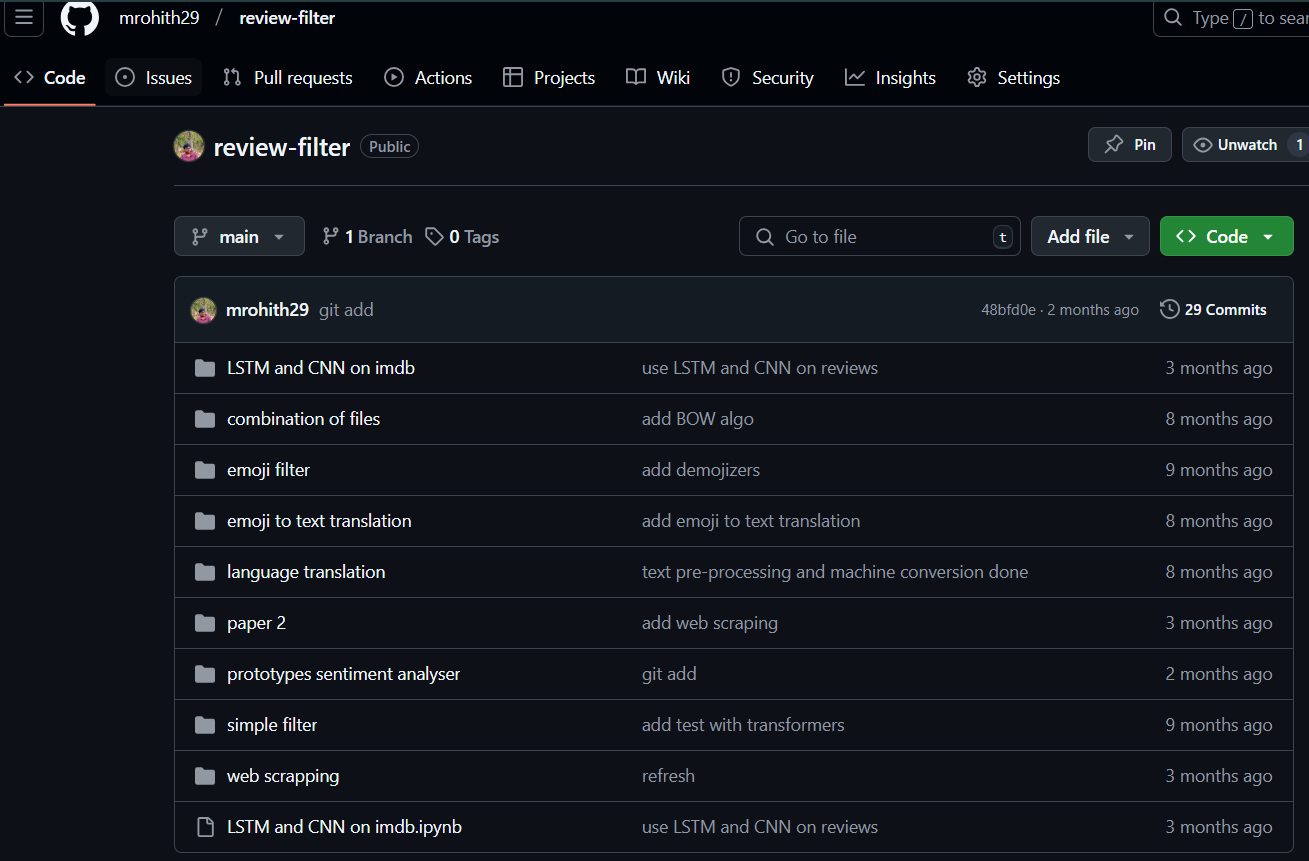 mrohith29 / review-filter Type / to sear
Code Issues Pull requests Actions Projects Wiki Security Insights Settings
review-filter Public Pin Unwatch 1
main 1 Branch 0 Tags Go to file t Add file Code
mrohith29 git add 48bfd0e · 2 months ago 29 Commits
LSTM and CNN on imdb use LSTM and CNN on reviews 3 months ago
combination of files add BOW algo 8 months ago
emoji filter add demojizers 9 months ago
emoji to text translation add emoji to text translation 8 months ago
language translation text pre-processing and machine conversion done 8 months ago
paper 2 add web scraping 3 months ago
prototypes sentiment analyser git add 2 months ago
simple filter add test with transformers 9 months ago
web scrapping refresh 3 months ago
LSTM and CNN on imdb.ipynb use LSTM and CNN on reviews 3 months ago